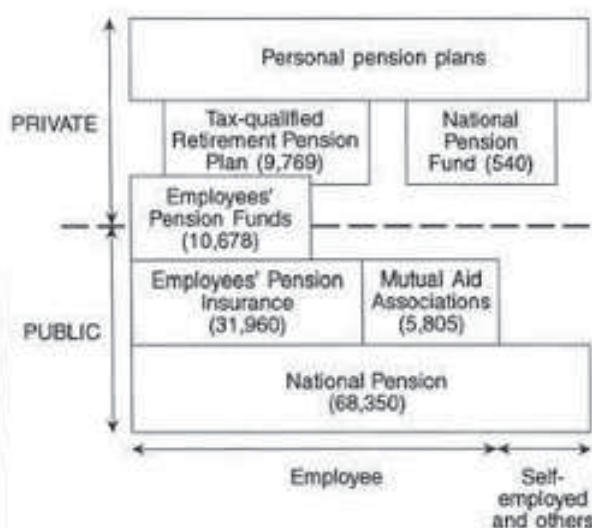 Personal pension plans
PRIVATE
Tax-qualified
Retirement Pension
Plan (9,769)
National
Pension
Fund (540)
Employees'
Pension Funds
(10,678)
Employees' Pension
Insurance
(31,960)
Mutual Aid
Associations
(5,805)
PUBLIC
National Pension
(68,350)
Employee
Self-
employed
and others